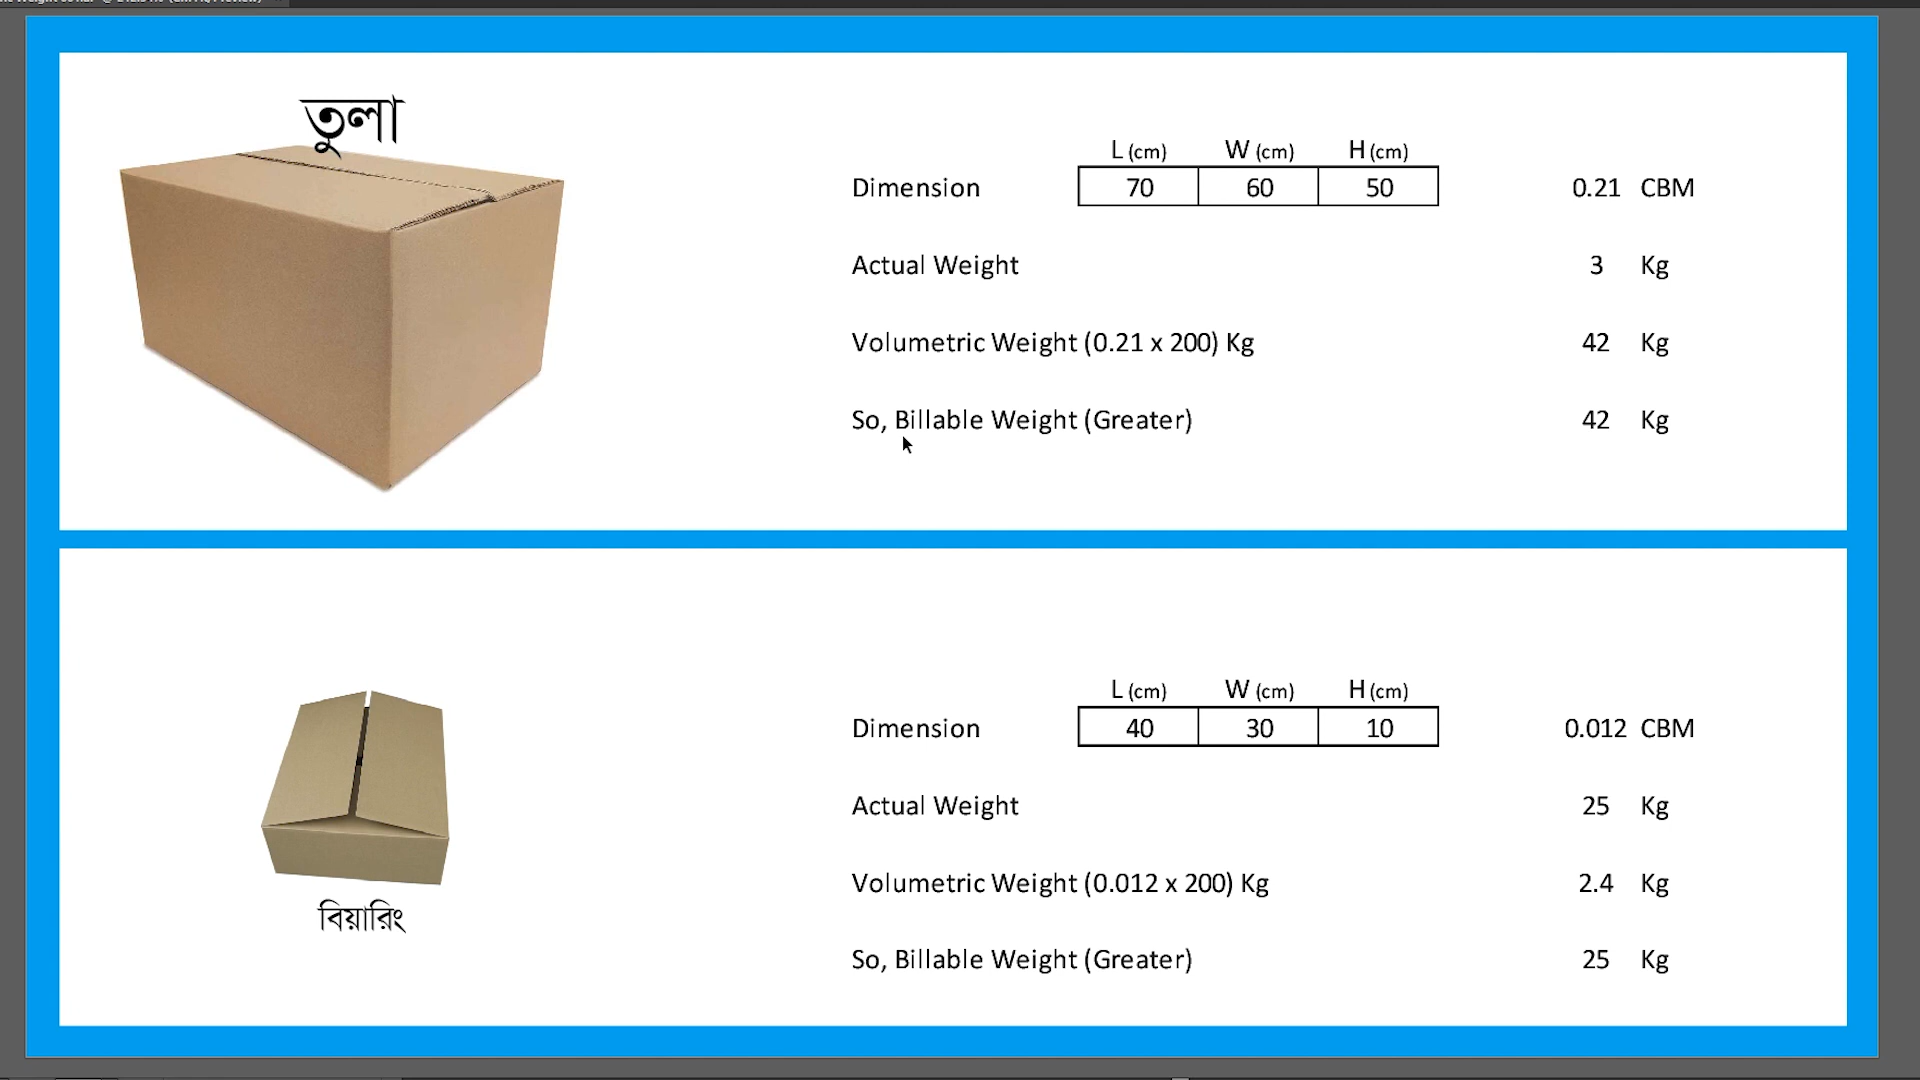 তুলা
L (cm) W (cm) H (cm)
Dimension 70 60 50 0.21 CBM
Actual Weight 3 Kg
Volumetric Weight (0.21 x 200) Kg 42 Kg
So, Billable Weight (Greater) 42 Kg
L (cm) W (cm) H (cm)
Dimension 40 30 10 0.012 CBM
Actual Weight 25 Kg
Volumetric Weight (0.012 x 200) Kg 2.4 Kg
So, Billable Weight (Greater) 25 Kg
বিয়ারিং